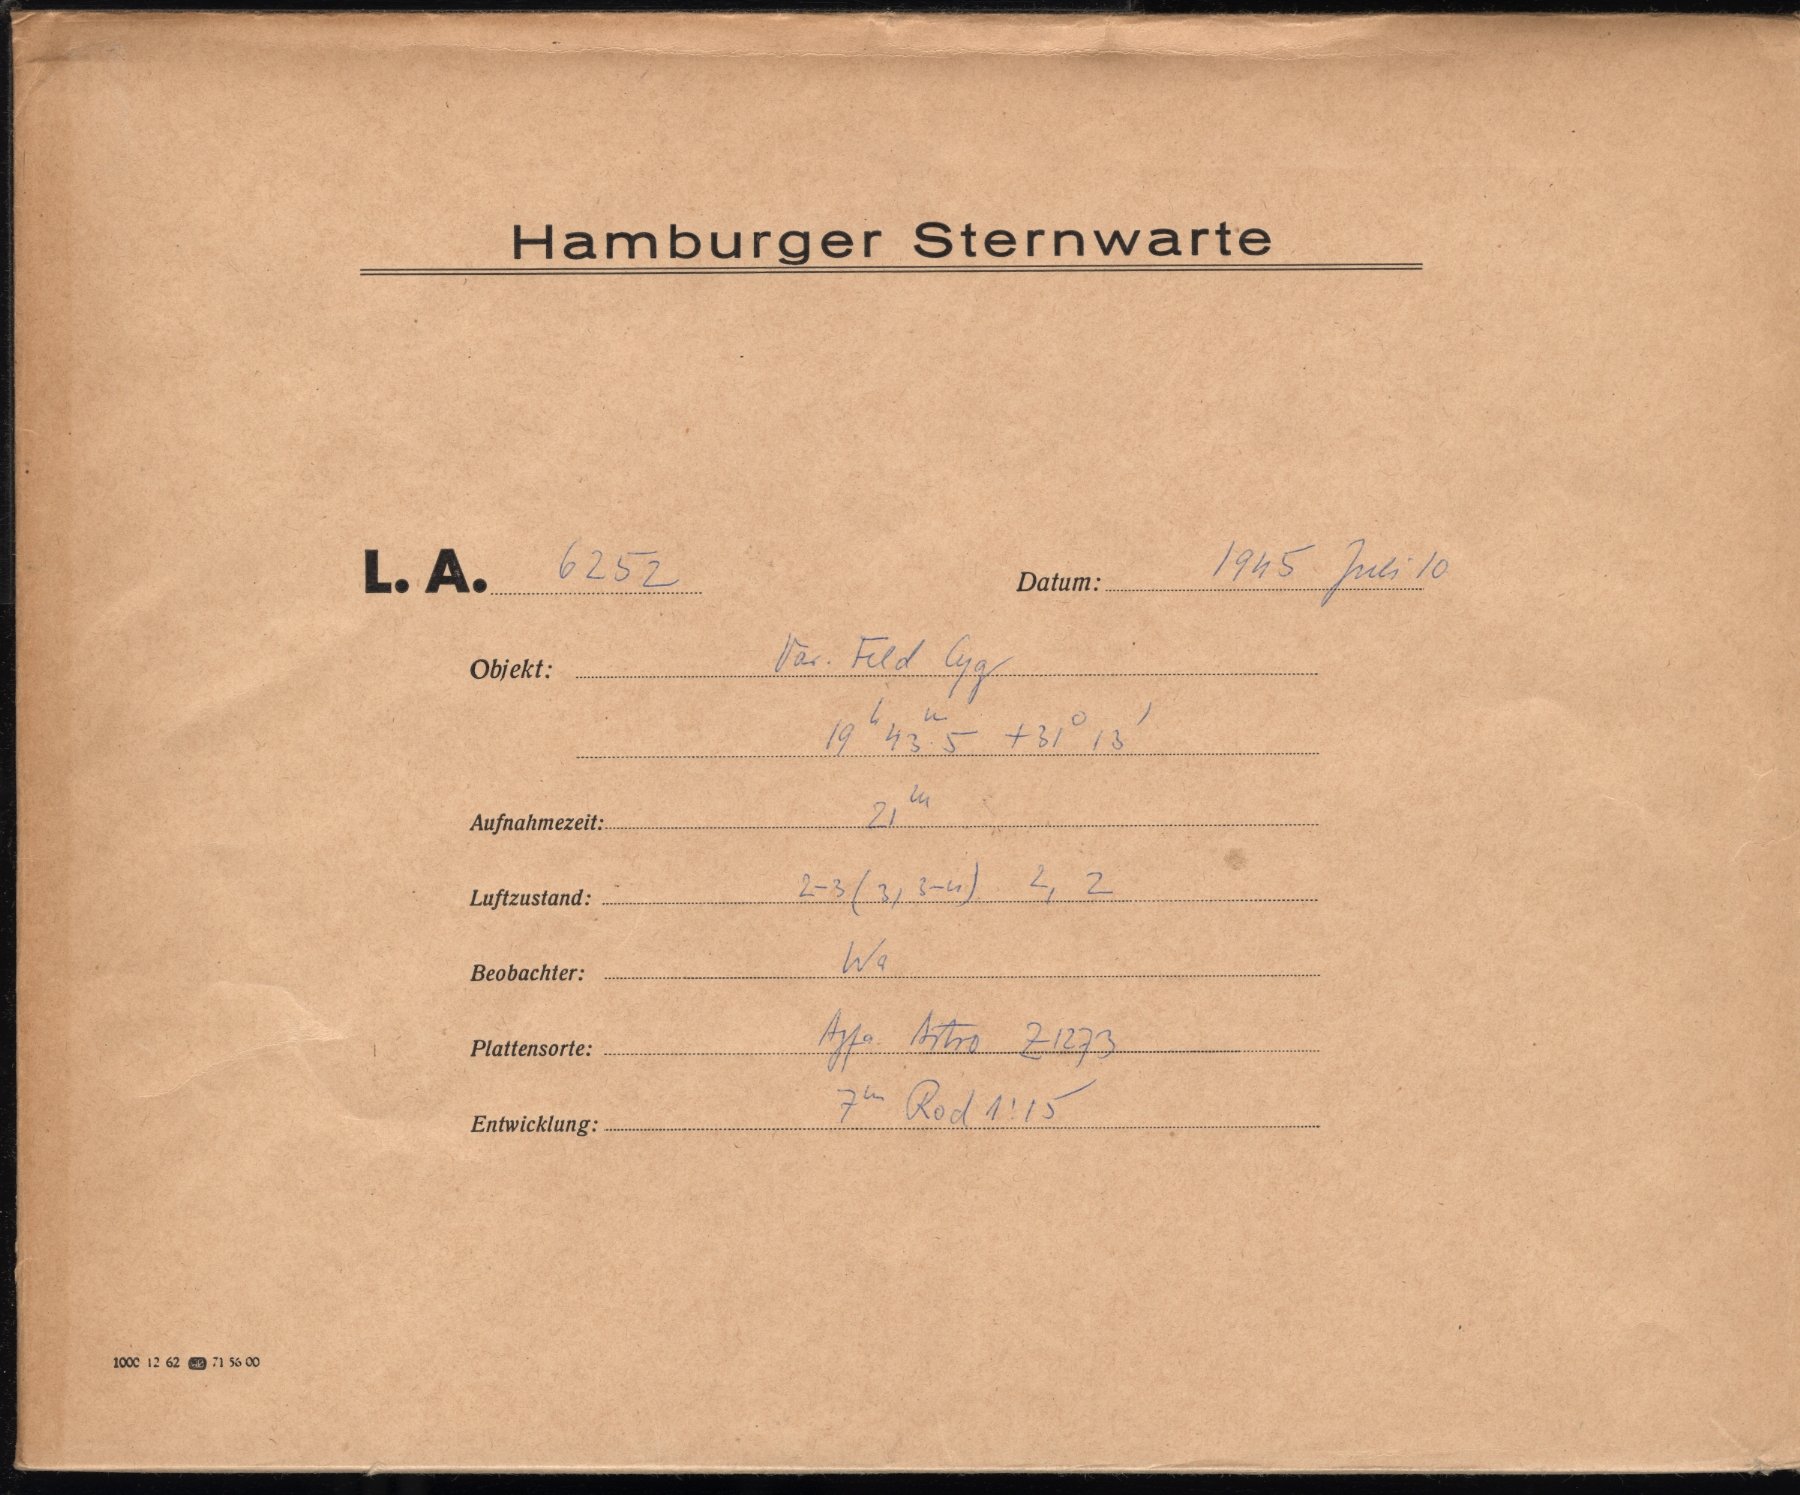 Hamburger Sternwarte
L. A. 6252 Datum: 1945 Juli 10
Objekt: Var. Feld Cyg
19ʰ 43ᵐ.5 +31° 13'
Aufnahmezeit: 21ᵐ
Luftzustand: 2-3 (3, 3-4) 2, 2
Beobachter: Wa
Plattensorte: Agfa Astro Z1273
Entwicklung: 7ᵐ Rod 1:15
1000 12 62 71 56 00